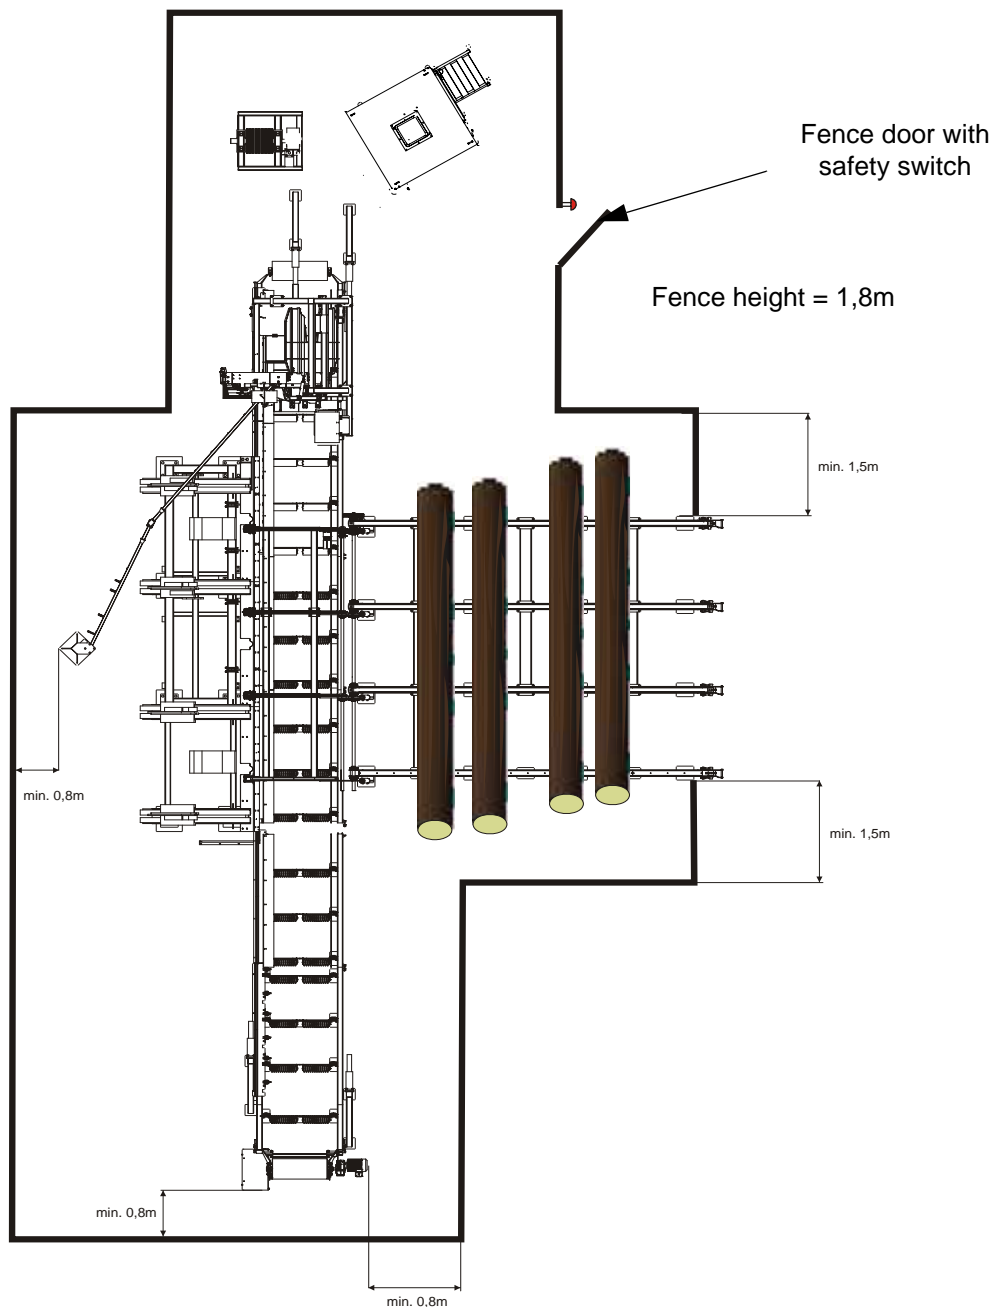 Fence door with
safety switch
Fence height = 1,8m
min. 1,5m
min. 0,8m
min. 1,5m
min. 0,8m
min. 0,8m